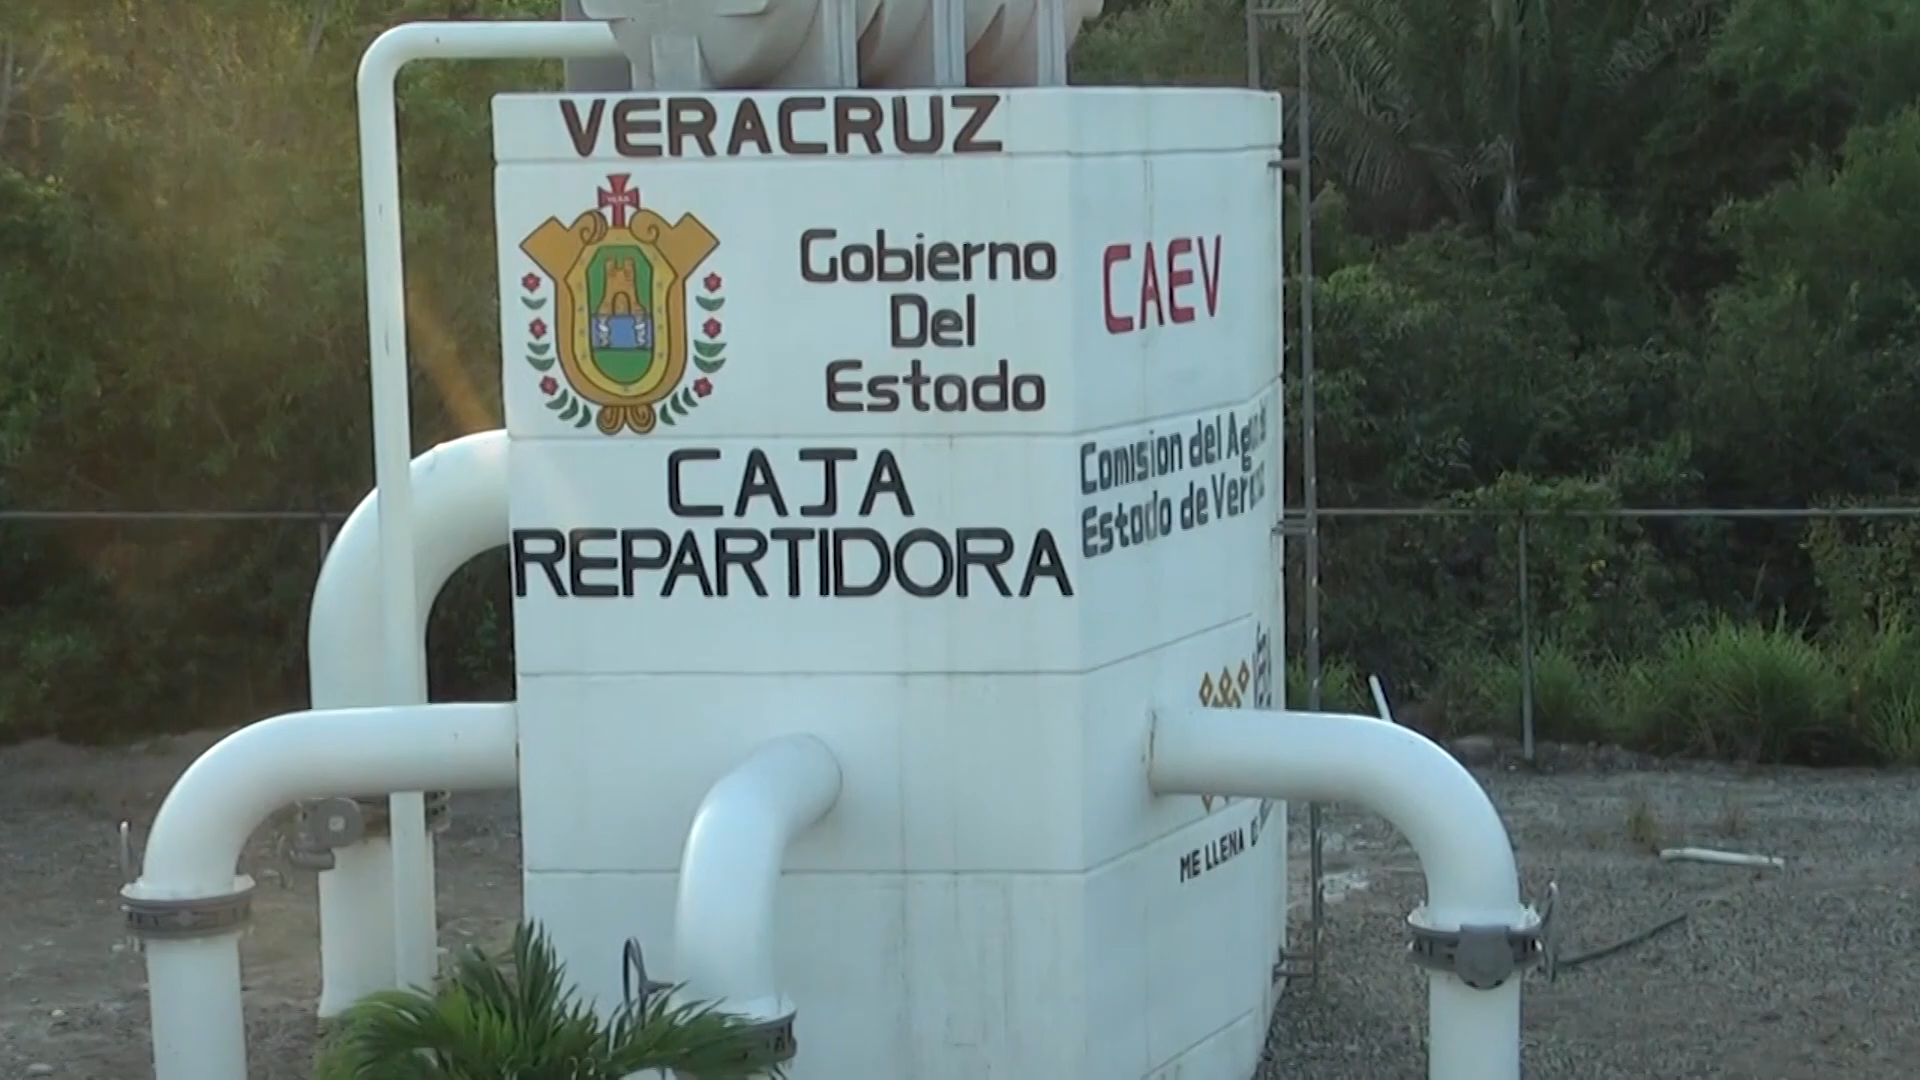 VERACRUZ
Gobierno
Del
Estado
CAJA
REPARTIDORA
CAEV
Comision del
Estado de
ME LLENA